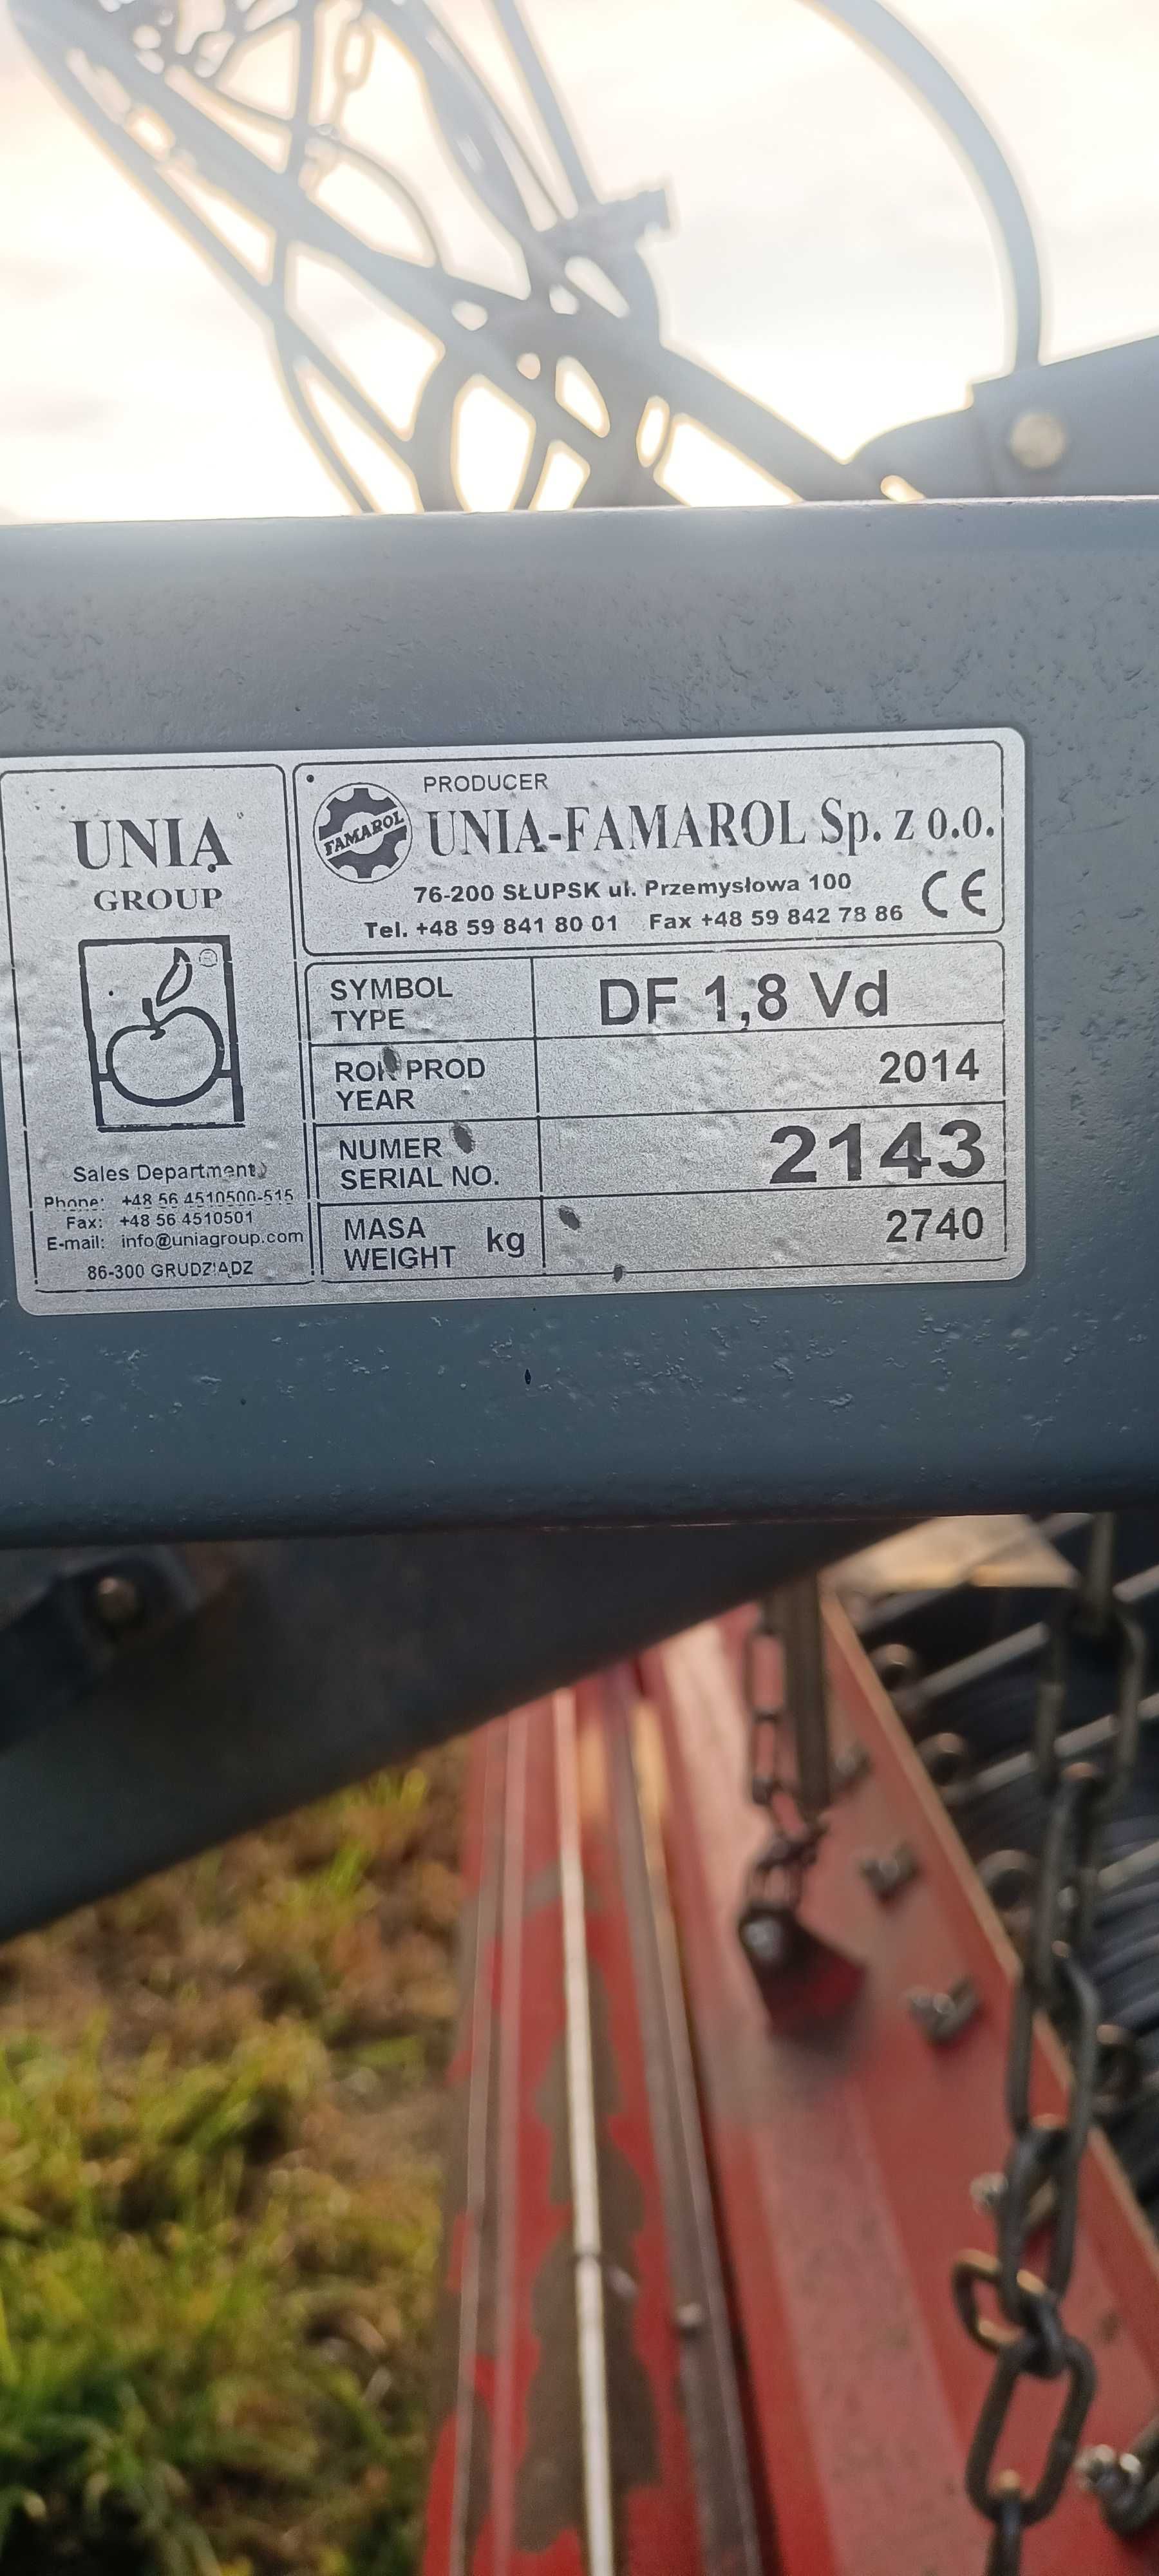 UNIA
GROUP
Sales Department
Phone: +48 56 4510500-515
Fax: +48 56 4510501
E-mail: info@uniagroup.com
86-300 GRUDZIĄDZ
PRODUCER
FAMAROL
UNIA-FAMAROL Sp. z o.o.
76-200 SŁUPSK ul. Przemysłowa 100
Tel. +48 59 841 80 01 Fax +48 59 842 78 86
CE
SYMBOL
TYPE
DF 1,8 Vd
ROK PROD
YEAR
2014
NUMER
SERIAL NO.
2143
MASA
WEIGHT
kg
2740